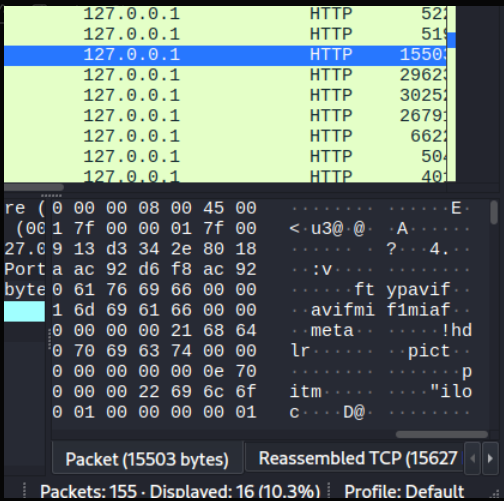 127.0.0.1 HTTP 522
127.0.0.1 HTTP 519
127.0.0.1 HTTP 15503
127.0.0.1 HTTP 29623
127.0.0.1 HTTP 30252
127.0.0.1 HTTP 26791
127.0.0.1 HTTP 6622
127.0.0.1 HTTP 504
127.0.0.1 HTTP 401
re ( 0 00 00 08 00 45 00 ········ ······E·
(00 1 7f 00 00 01 7f 00 <·u3@·@· ·A······
27.0 9 13 d3 34 2e 80 18 ········ ?··4.··
Port a ac 92 d6 f8 ac 92 ··:v···· ········
byte 0 61 76 69 66 00 00 ······ft ypavif··
1 6d 69 61 66 00 00 ··avifmi f1miaf··
0 00 00 00 21 68 64 ··meta·· ·····!hd
0 70 69 63 74 00 00 lr······ ··pict··
0 00 00 00 00 0e 70 ········ ·······p
0 00 00 22 69 6c 6f itm····· ····"ilo
0 01 00 00 00 00 01 c····D@· ········
Packet (15503 bytes) Reassembled TCP (15627
Packets: 155 · Displayed: 16 (10.3%) Profile: Default